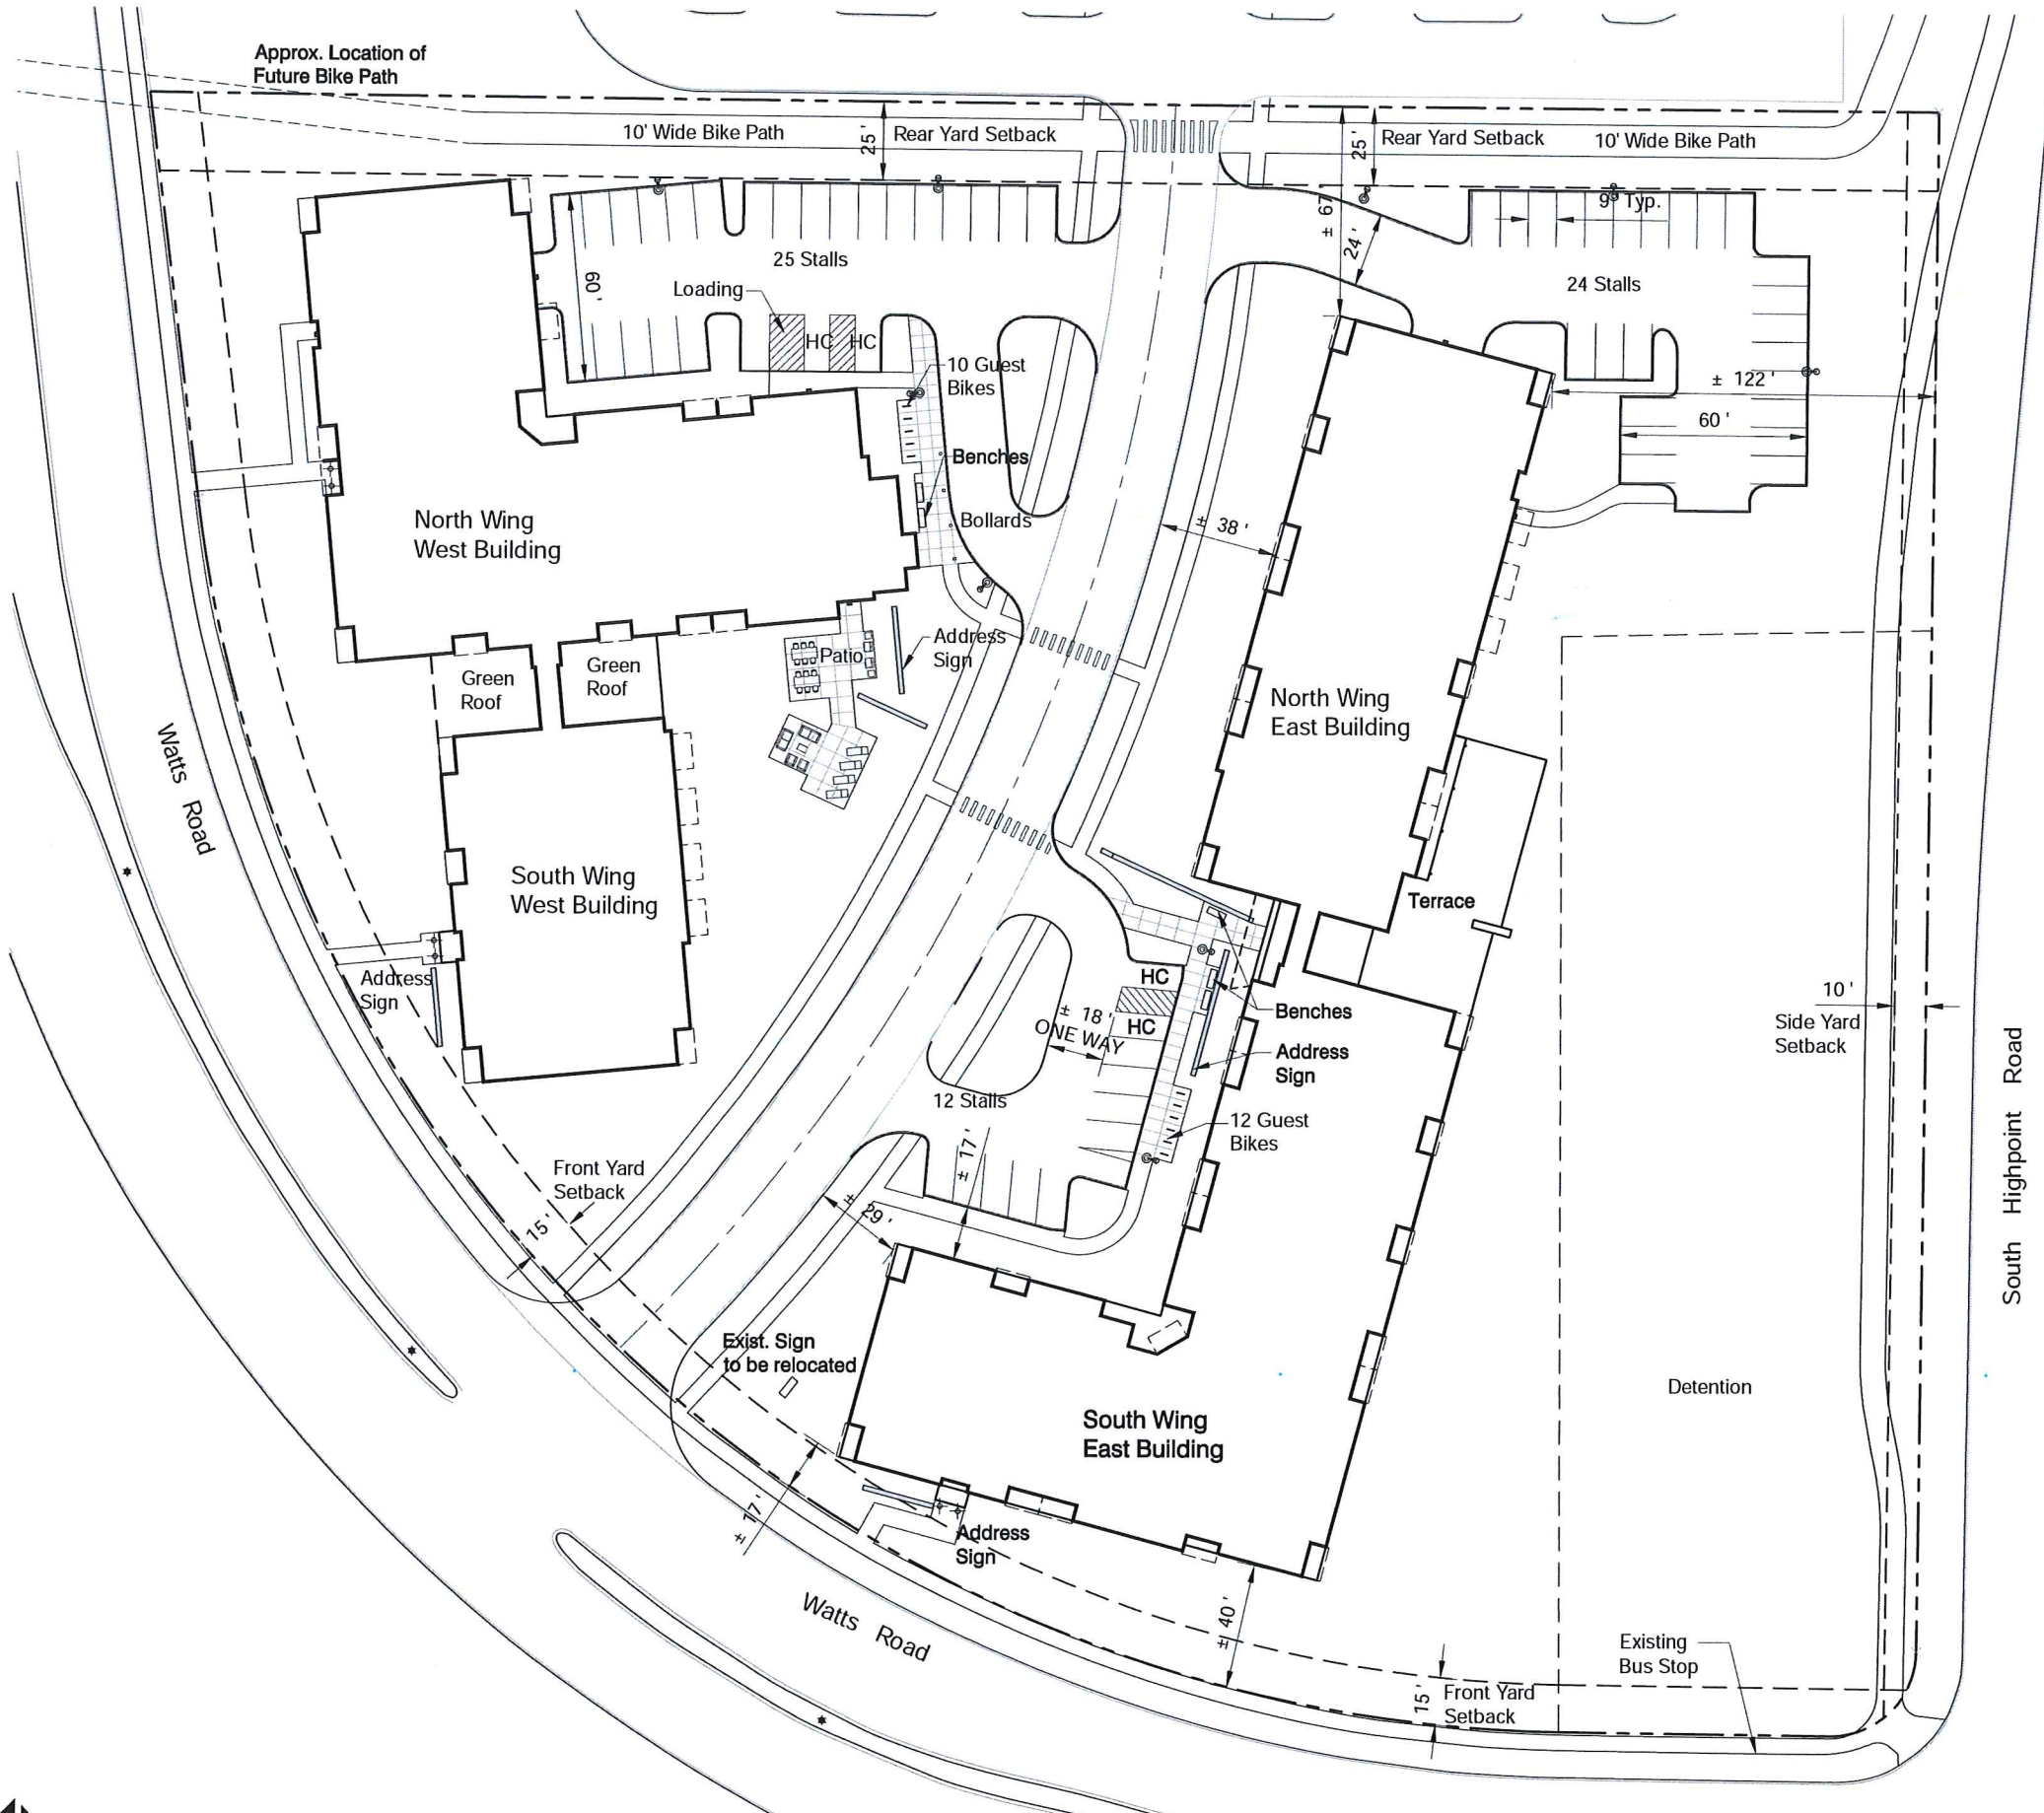 Approx. Location of
Future Bike Path
10' Wide Bike Path
25'
Rear Yard Setback
25'
Rear Yard Setback
10' Wide Bike Path
± 67'
24'
9' Typ.
25 Stalls
60 '
Loading
HC
HC
24 Stalls
10 Guest
Bikes
± 122 '
60 '
Benches
Bollards
North Wing
West Building
± 38 '
Address
Sign
Patio
Green
Roof
Green
Roof
North Wing
East Building
Watts Road
South Wing
West Building
Terrace
Address
Sign
HC
HC
± 18 '
ONE WAY
Benches
Address
Sign
10 '
Side Yard
Setback
South Highpoint Road
12 Stalls
12 Guest
Bikes
± 17 '
Front Yard
Setback
15 '
± 29 '
Exist. Sign
to be relocated
Detention
South Wing
East Building
± 17 '
Address
Sign
Watts Road
± 40 '
Existing
Bus Stop
15 '
Front Yard
Setback